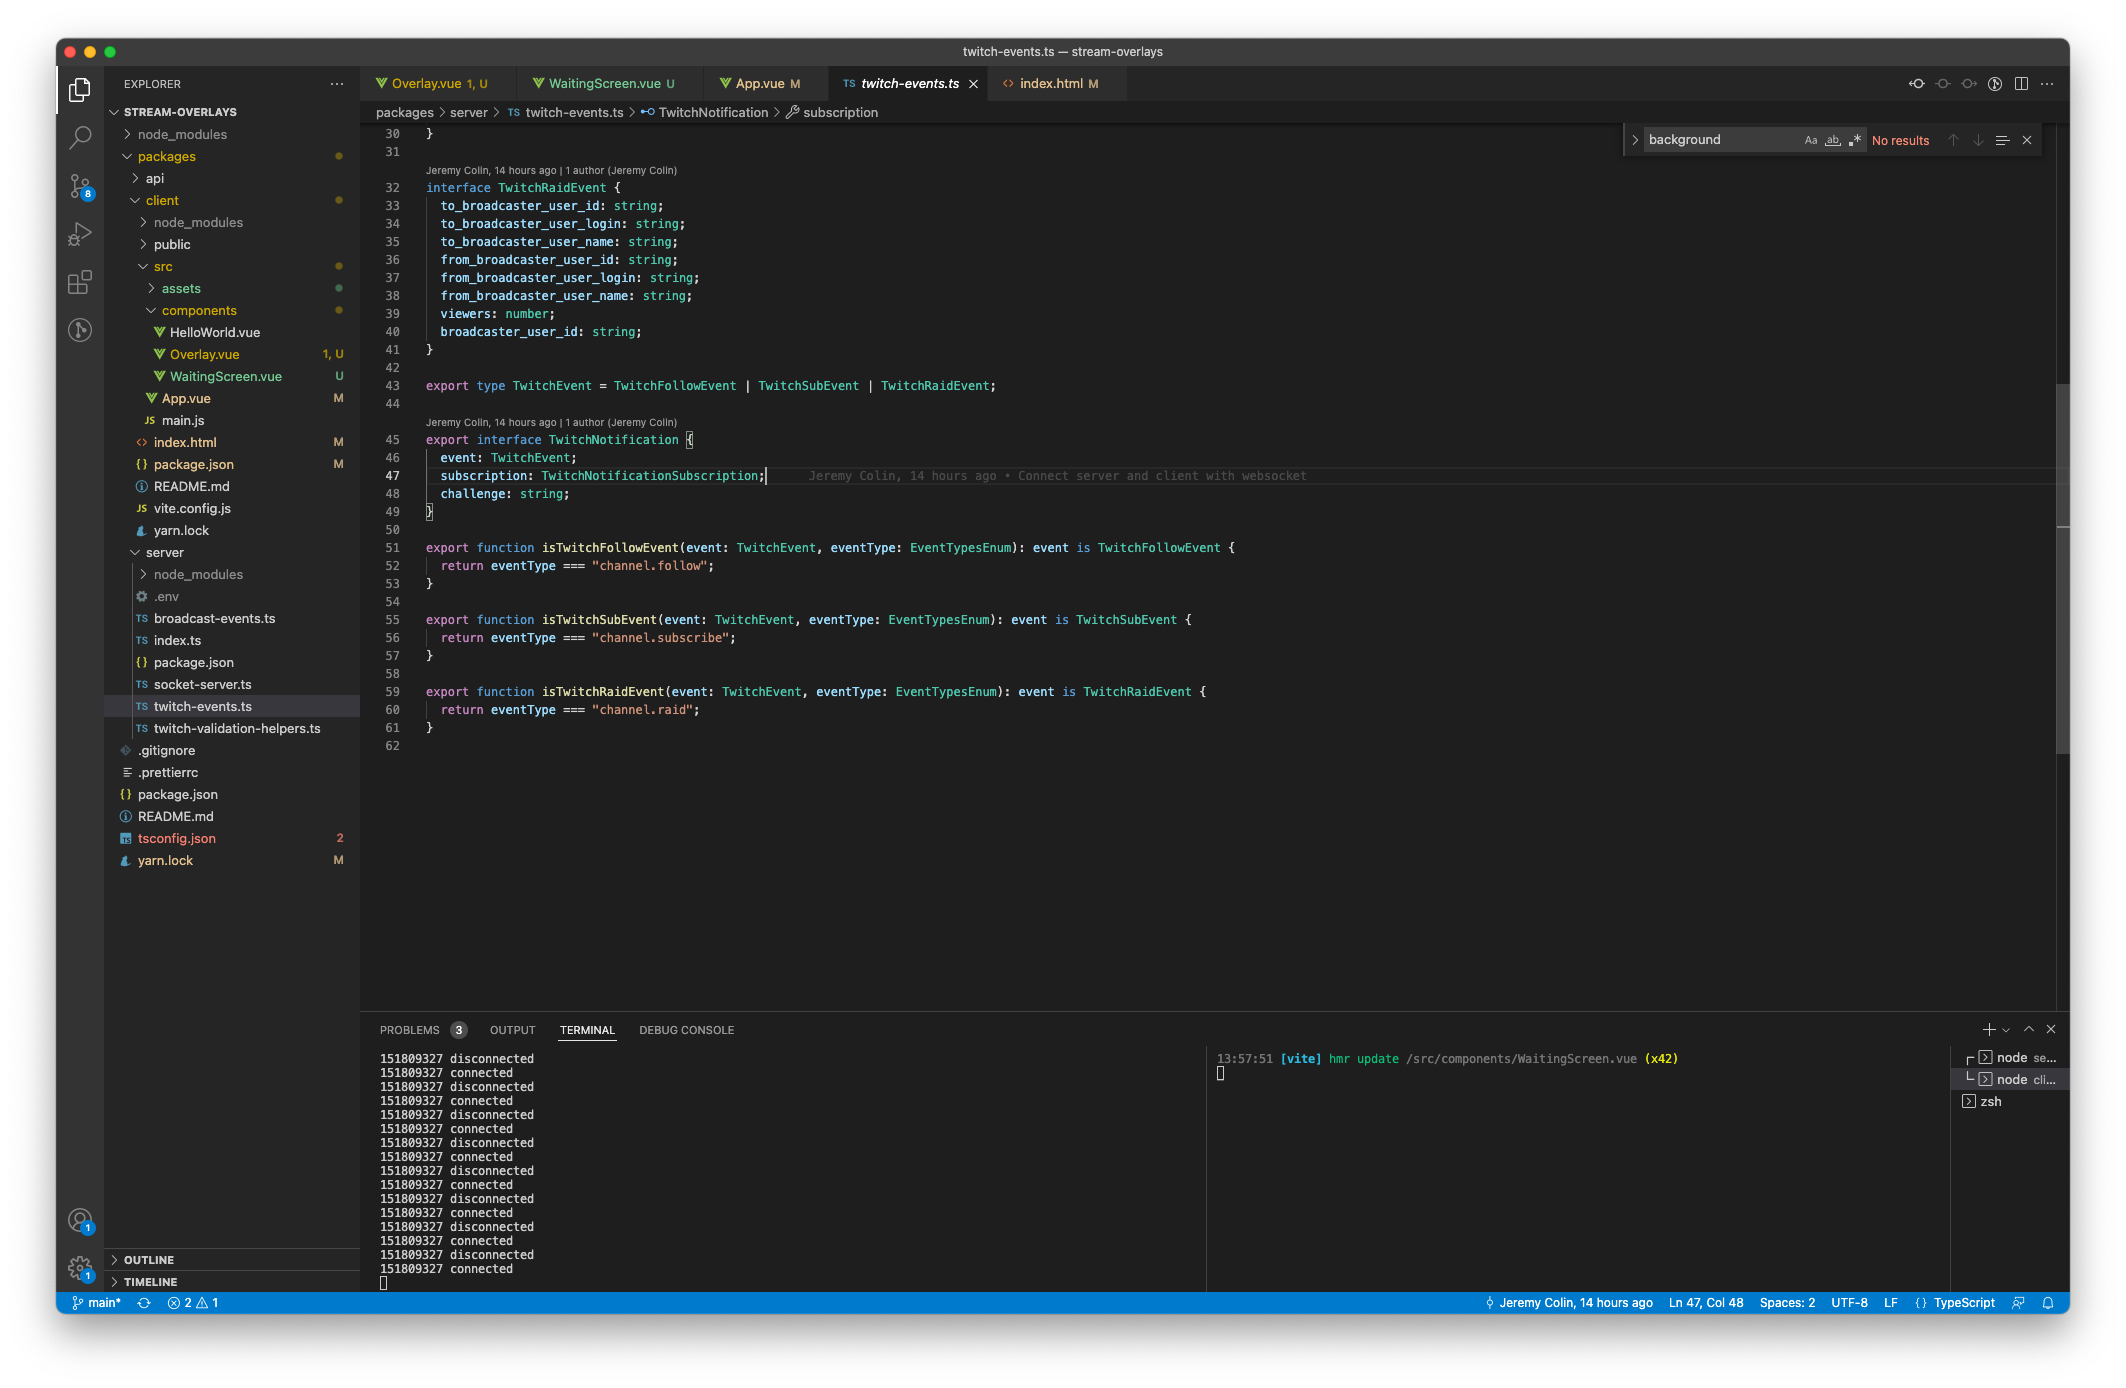 twitch-events.ts — stream-overlays
EXPLORER
Overlay.vue 1, U
WaitingScreen.vue U
App.vue M
TS twitch-events.ts
<> index.html M
STREAM-OVERLAYS
packages > server > TS twitch-events.ts > TwitchNotification > subscription
background
Aa ab .* No results
node_modules
packages
api
client
node_modules
public
src
assets
components
HelloWorld.vue
Overlay.vue 1, U
WaitingScreen.vue U
App.vue M
JS main.js
<> index.html M
{} package.json M
README.md
JS vite.config.js
yarn.lock
server
node_modules
.env
TS broadcast-events.ts
TS index.ts
{} package.json
TS socket-server.ts
TS twitch-events.ts
TS twitch-validation-helpers.ts
.gitignore
.prettierrc
{} package.json
README.md
TS tsconfig.json 2
yarn.lock M
OUTLINE
TIMELINE
8
1
1
30 }
31
Jeremy Colin, 14 hours ago | 1 author (Jeremy Colin)
32 interface TwitchRaidEvent {
33 to_broadcaster_user_id: string;
34 to_broadcaster_user_login: string;
35 to_broadcaster_user_name: string;
36 from_broadcaster_user_id: string;
37 from_broadcaster_user_login: string;
38 from_broadcaster_user_name: string;
39 viewers: number;
40 broadcaster_user_id: string;
41 }
42
43 export type TwitchEvent = TwitchFollowEvent | TwitchSubEvent | TwitchRaidEvent;
44
Jeremy Colin, 14 hours ago | 1 author (Jeremy Colin)
45 export interface TwitchNotification {
46 event: TwitchEvent;
47 subscription: TwitchNotificationSubscription; Jeremy Colin, 14 hours ago • Connect server and client with websocket
48 challenge: string;
49 }
50
51 export function isTwitchFollowEvent(event: TwitchEvent, eventType: EventTypesEnum): event is TwitchFollowEvent {
52 return eventType === "channel.follow";
53 }
54
55 export function isTwitchSubEvent(event: TwitchEvent, eventType: EventTypesEnum): event is TwitchSubEvent {
56 return eventType === "channel.subscribe";
57 }
58
59 export function isTwitchRaidEvent(event: TwitchEvent, eventType: EventTypesEnum): event is TwitchRaidEvent {
60 return eventType === "channel.raid";
61 }
62
PROBLEMS 3 OUTPUT TERMINAL DEBUG CONSOLE
151809327 disconnected
151809327 connected
151809327 disconnected
151809327 connected
151809327 disconnected
151809327 connected
151809327 disconnected
151809327 connected
151809327 disconnected
151809327 connected
151809327 disconnected
151809327 connected
151809327 disconnected
151809327 connected
151809327 disconnected
151809327 connected
13:57:51 [vite] hmr update /src/components/WaitingScreen.vue (x42)
node se...
node cli...
zsh
main* 2 1
Jeremy Colin, 14 hours ago Ln 47, Col 48 Spaces: 2 UTF-8 LF {} TypeScript